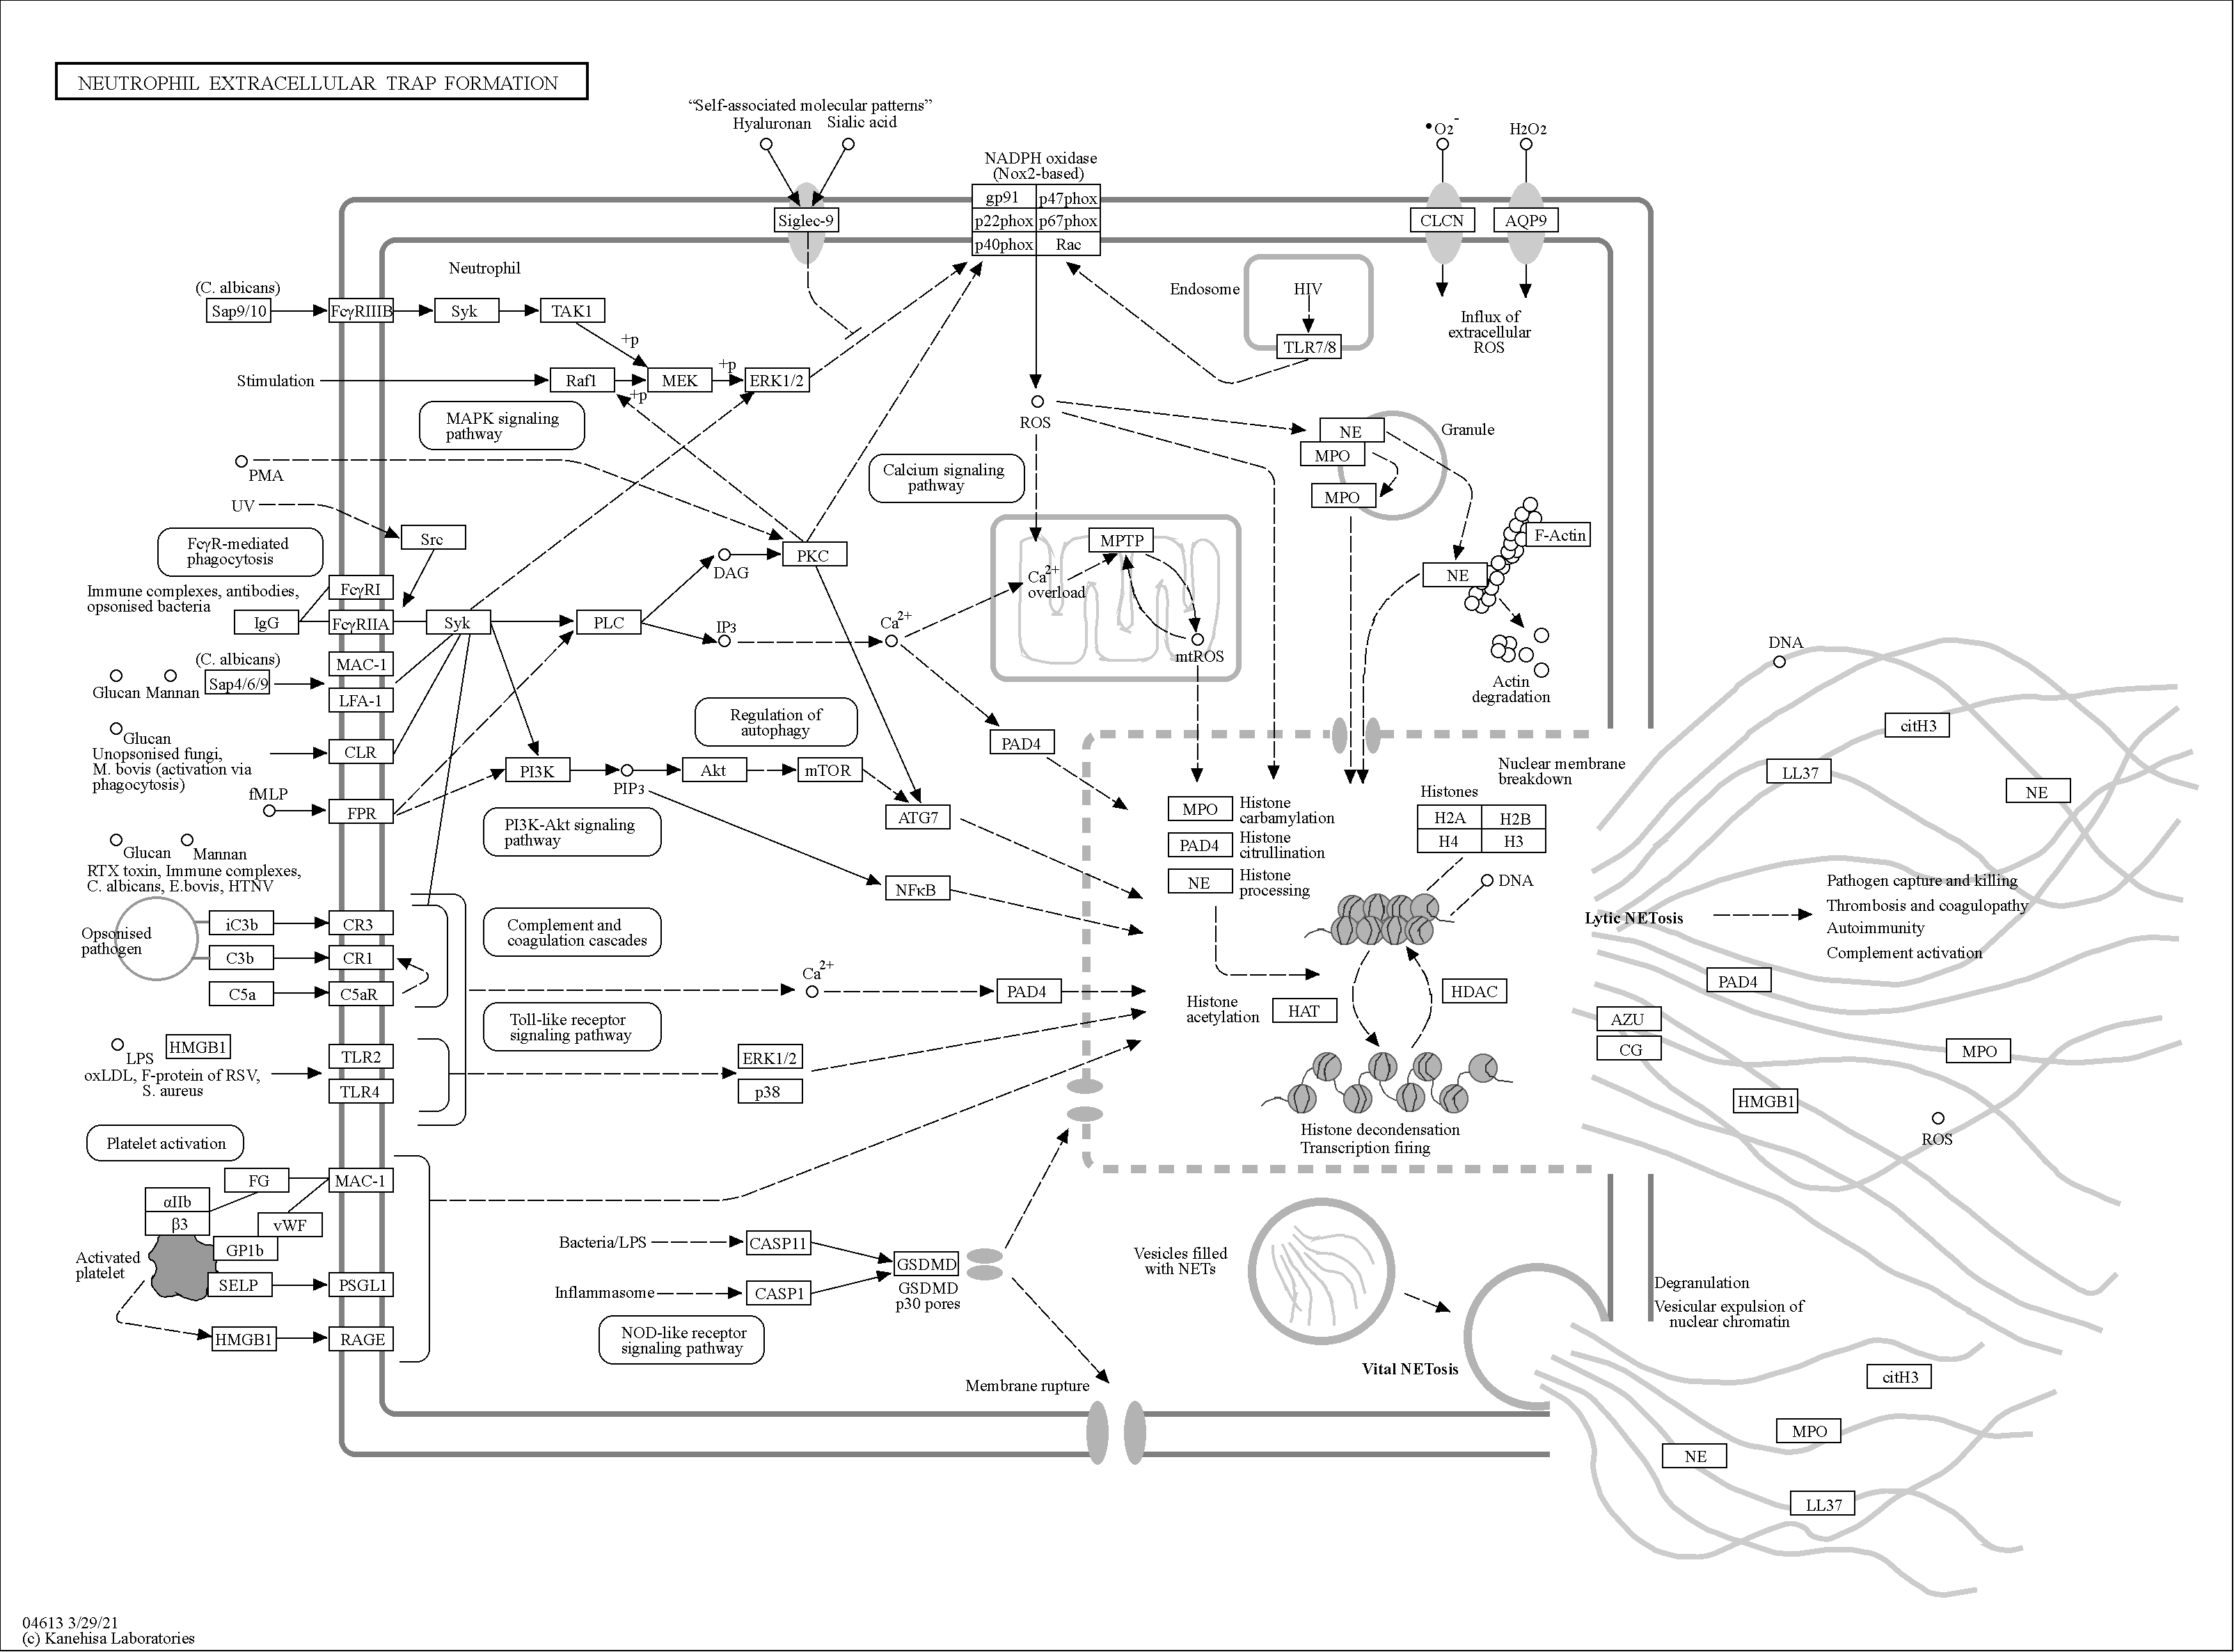 NEUTROPHIL EXTRACELLULAR TRAP FORMATION
“Self-associated molecular patterns”
Hyaluronan
Sialic acid
NADPH oxidase
(Nox2-based)
•O2-
H2O2
gp91
p47phox
p22phox
p67phox
p40phox
Rac
Siglec-9
CLCN
AQP9
Neutrophil
Endosome
HIV
TLR7/8
Influx of
extracellular
ROS
(C. albicans)
Sap9/10
FcγRIIIB
Syk
TAK1
+p
Stimulation
Raf1
MEK
+p
ERK1/2
+p
MAPK signaling
pathway
ROS
NE
MPO
MPO
Granule
PMA
Calcium signaling
pathway
UV
Src
FcγR-mediated
phagocytosis
F-Actin
NE
MPTP
Ca2+
overload
mtROS
DAG
PKC
Immune complexes, antibodies,
opsonised bacteria
FcγRI
IgG
FcγRIIA
Syk
PLC
IP3
Ca2+
Actin
degradation
MAC-1
(C. albicans)
Glucan
Mannan
Sap4/6/9
LFA-1
Glucan
Unopsonised fungi,
M. bovis (activation via
phagocytosis)
CLR
Regulation of
autophagy
PAD4
fMLP
FPR
PI3K
PIP3
Akt
mTOR
ATG7
PI3K-Akt signaling
pathway
NFκB
Nuclear membrane
breakdown
MPO
Histone
carbamylation
PAD4
Histone
citrullination
NE
Histone
processing
Histones
H2A
H2B
H4
H3
DNA
Glucan
Mannan
RTX toxin, Immune complexes,
C. albicans, E.bovis, HTNV
Opsonised
pathogen
iC3b
CR3
C3b
CR1
C5a
C5aR
Complement and
coagulation cascades
Ca2+
PAD4
Toll-like receptor
signaling pathway
Histone
acetylation
HAT
HDAC
LPS
HMGB1
oxLDL, F-protein of RSV,
S. aureus
TLR2
TLR4
ERK1/2
p38
Histone decondensation
Transcription firing
Platelet activation
FG
MAC-1
αIIb
β3
vWF
GP1b
Activated
platelet
SELP
PSGL1
HMGB1
RAGE
Bacteria/LPS
CASP11
Inflammasome
CASP1
GSDMD
GSDMD
p30 pores
NOD-like receptor
signaling pathway
Membrane rupture
Vesicles filled
with NETs
Vital NETosis
Degranulation
Vesicular expulsion of
nuclear chromatin
DNA
citH3
LL37
NE
Lytic NETosis
Pathogen capture and killing
Thrombosis and coagulopathy
Autoimmunity
Complement activation
PAD4
AZU
CG
MPO
HMGB1
ROS
citH3
MPO
NE
LL37
04613 3/29/21
(c) Kanehisa Laboratories